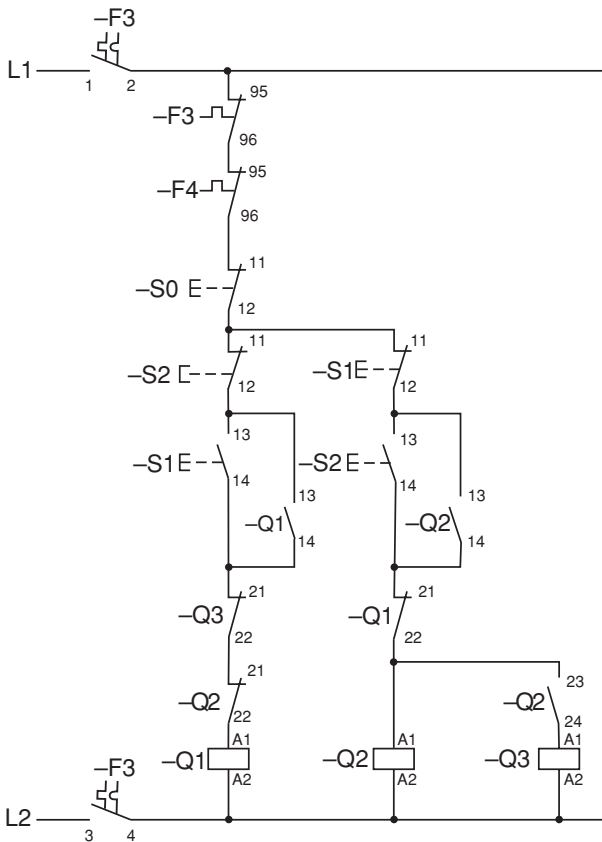 –F3
L1
1 2
95
–F3
96
95
–F4
96
11
–S0
12
11 11
–S2 –S1
12 12
13 13
–S1 –S2
14 14
13 13
–Q1 –Q2
14 14
21 21
–Q3 –Q1
22 22
21 23
–Q2 –Q2
22 24
A1 A1 A1
–Q1 –Q2 –Q3
A2 A2 A2
–F3
L2
3 4